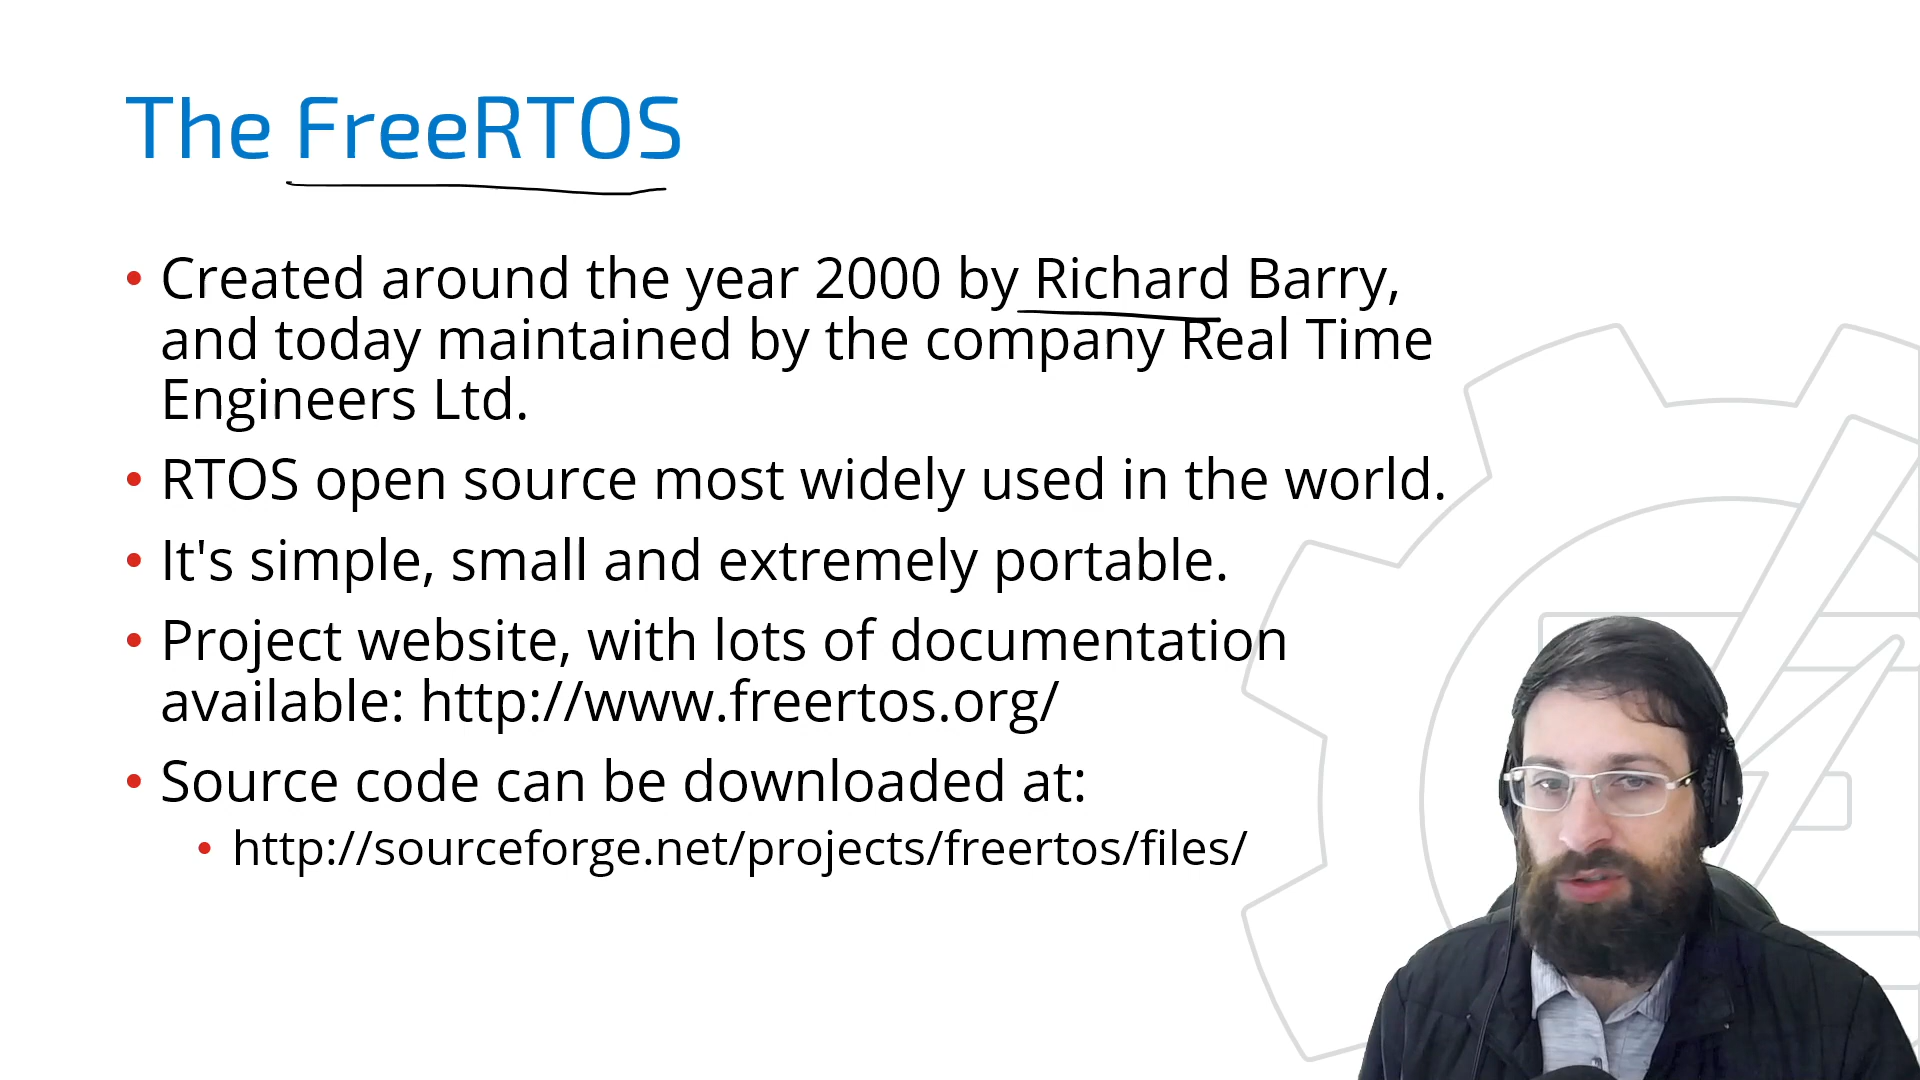 The FreeRTOS
• Created around the year 2000 by Richard Barry,
and today maintained by the company Real Time
Engineers Ltd.
• RTOS open source most widely used in the world.
• It's simple, small and extremely portable.
• Project website, with lots of documentation
available: http://www.freertos.org/
• Source code can be downloaded at:
• http://sourceforge.net/projects/freertos/files/